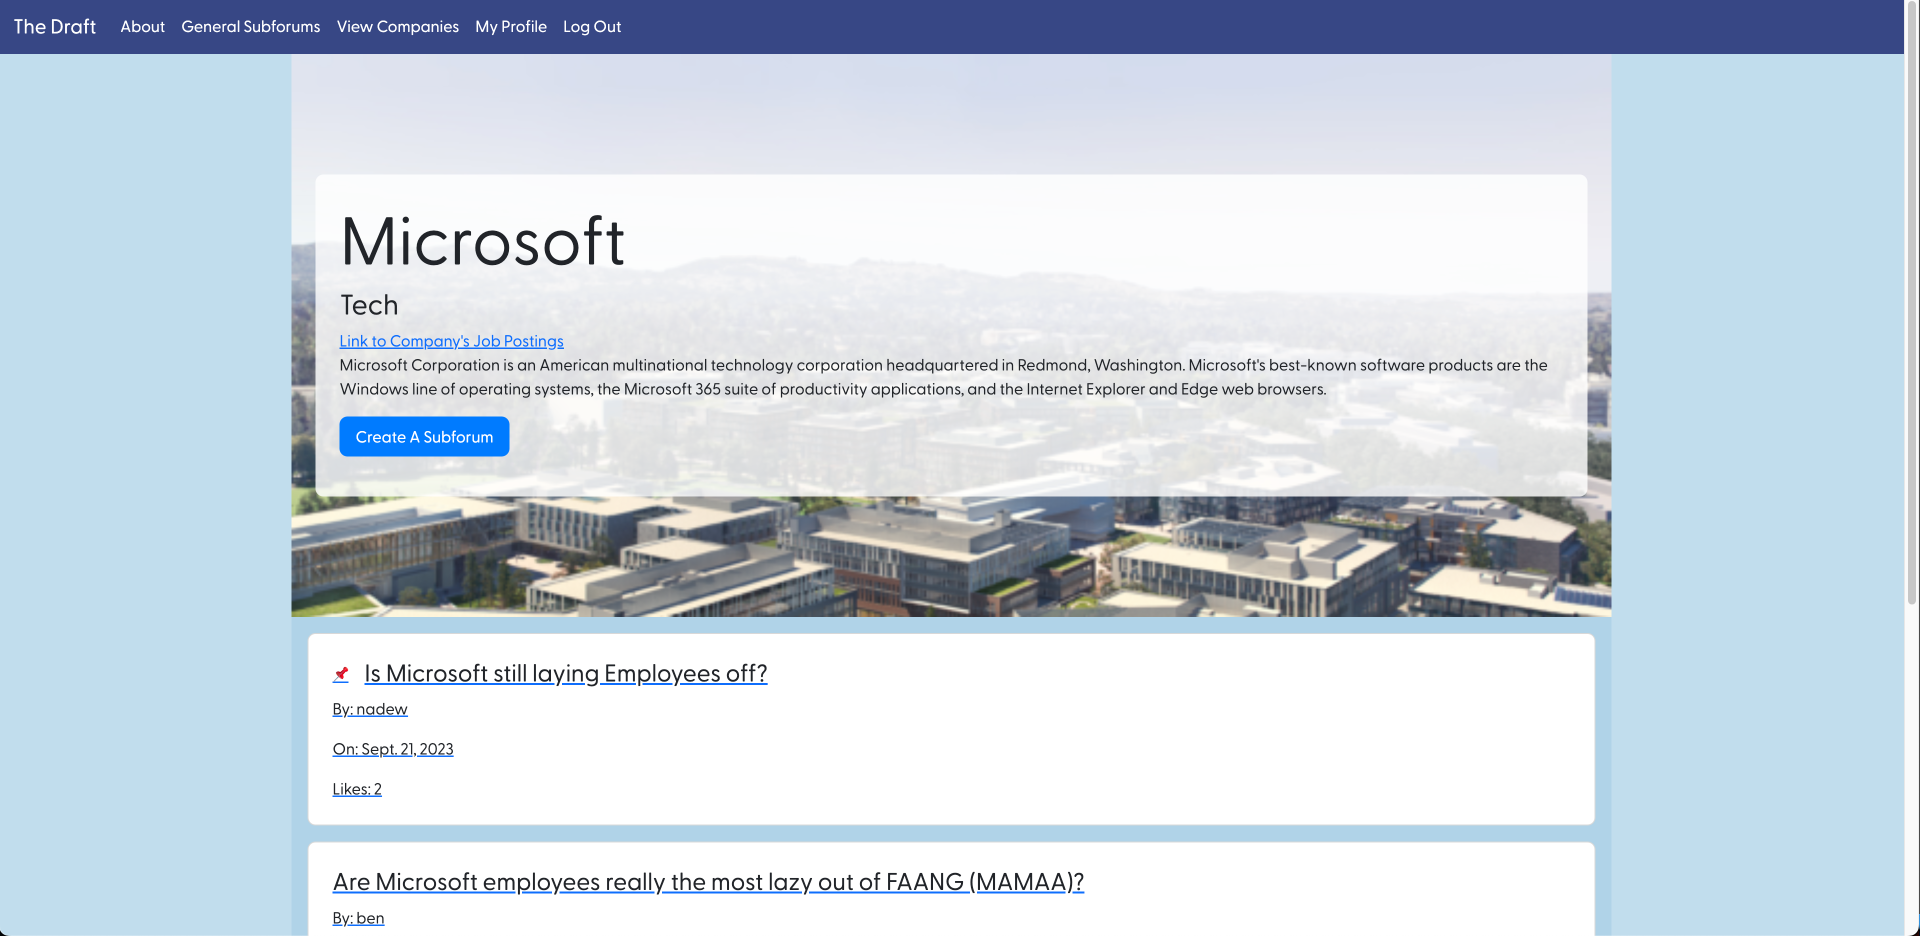 The Draft About General Subforums View Companies My Profile Log Out
Microsoft
Tech
Link to Company's Job Postings
Microsoft Corporation is an American multinational technology corporation headquartered in Redmond, Washington. Microsoft's best-known software products are the
Windows line of operating systems, the Microsoft 365 suite of productivity applications, and the Internet Explorer and Edge web browsers.
Create A Subforum
📌 Is Microsoft still laying Employees off?
By: nadew
On: Sept. 21, 2023
Likes: 2
Are Microsoft employees really the most lazy out of FAANG (MAMAA)?
By: ben